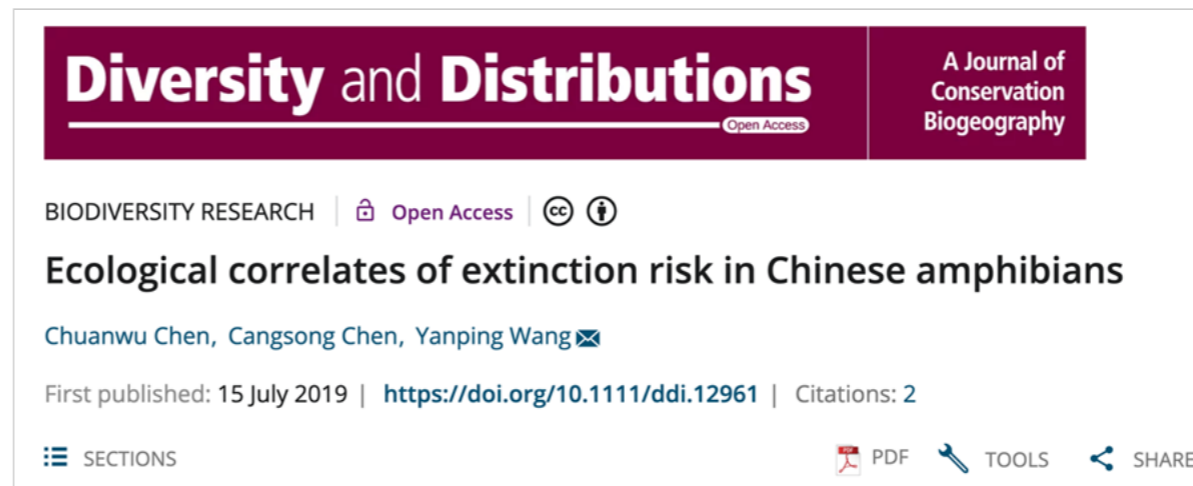 Diversity and Distributions
Open Access
A Journal of
Conservation
Biogeography
BIODIVERSITY RESEARCH | Open Access | cc
Ecological correlates of extinction risk in Chinese amphibians
Chuanwu Chen, Cangsong Chen, Yanping Wang
First published: 15 July 2019 | https://doi.org/10.1111/ddi.12961 | Citations: 2
SECTIONS PDF TOOLS SHARE